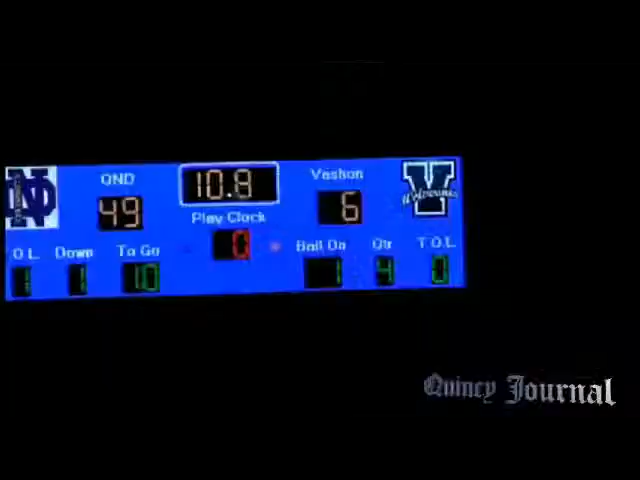 QND
10.8
Vashon
Wolverines
49
Play Clock
6
O.L. Down To Go
0
Ball On Qtr T.O.L.
1 1 10
1 4 0
Quincy Journal